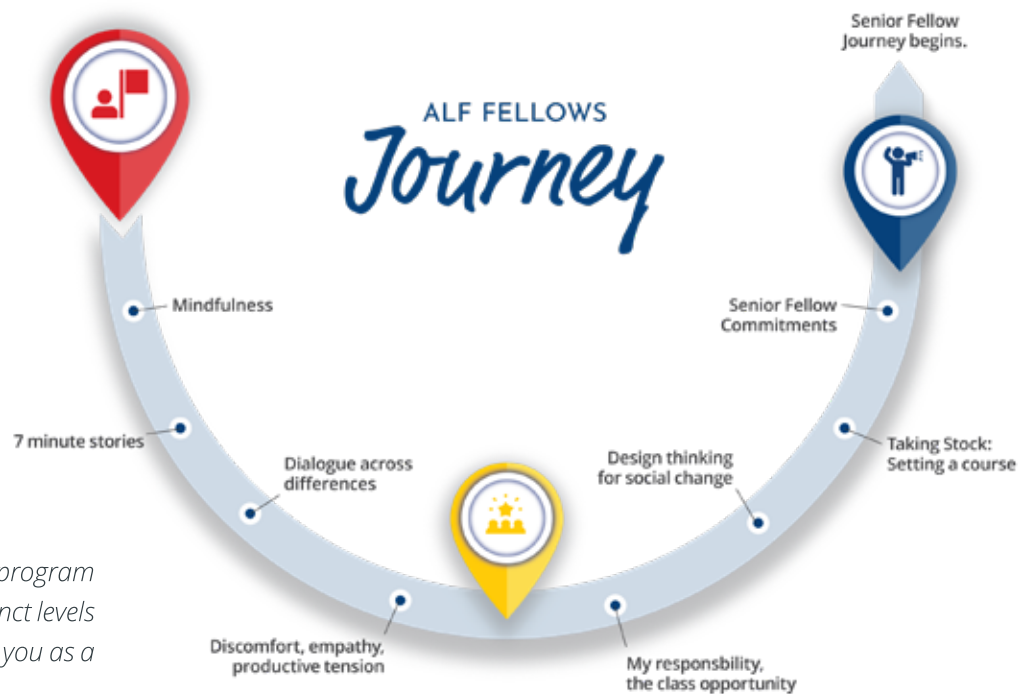 Senior Fellow
Journey begins.
ALF FELLOWS
Journey
Mindfulness
Senior Fellow
Commitments
7 minute stories
Taking Stock:
Setting a course
Dialogue across
differences
Design thinking
for social change
program
nct levels
you as a
Discomfort, empathy,
productive tension
My responsbility,
the class opportunity